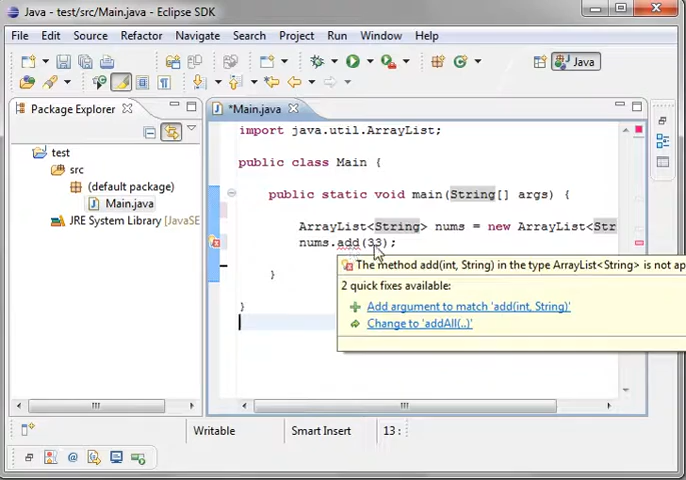 Java - test/src/Main.java - Eclipse SDK
File Edit Source Refactor Navigate Search Project Run Window Help
Java
Package Explorer
*Main.java
test
src
(default package)
Main.java
JRE System Library [JavaSE
import java.util.ArrayList;
public class Main {
public static void main(String[] args) {
ArrayList<String> nums = new ArrayList<Str
nums.add(33);
The method add(int, String) in the type ArrayList<String> is not ap
2 quick fixes available:
Add argument to match 'add(int, String)'
Change to 'addAll(..)'
}
}
Writable Smart Insert 13 :